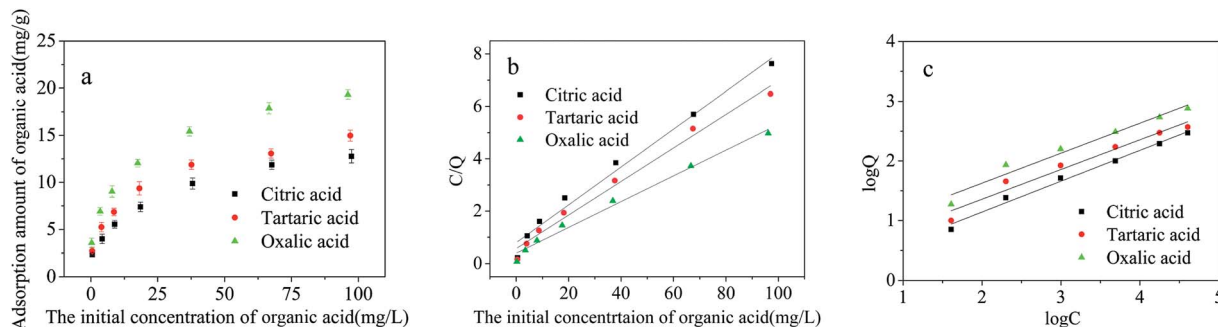 Adsorption amount of organic acid(mg/g)
25
20
15
10
5
0
a
Citric acid
Tartaric acid
Oxalic acid
0 25 50 75 100
The initial concentration of organic acid(mg/L)
C/Q
8
6
4
2
0
b
Citric acid
Tartaric acid
Oxalic acid
0 20 40 60 80 100
The initial concentrtaion of organic acid(mg/L)
logQ
4
3
2
1
0
c
Citric acid
Tartaric acid
Oxalic acid
1 2 3 4 5
logC